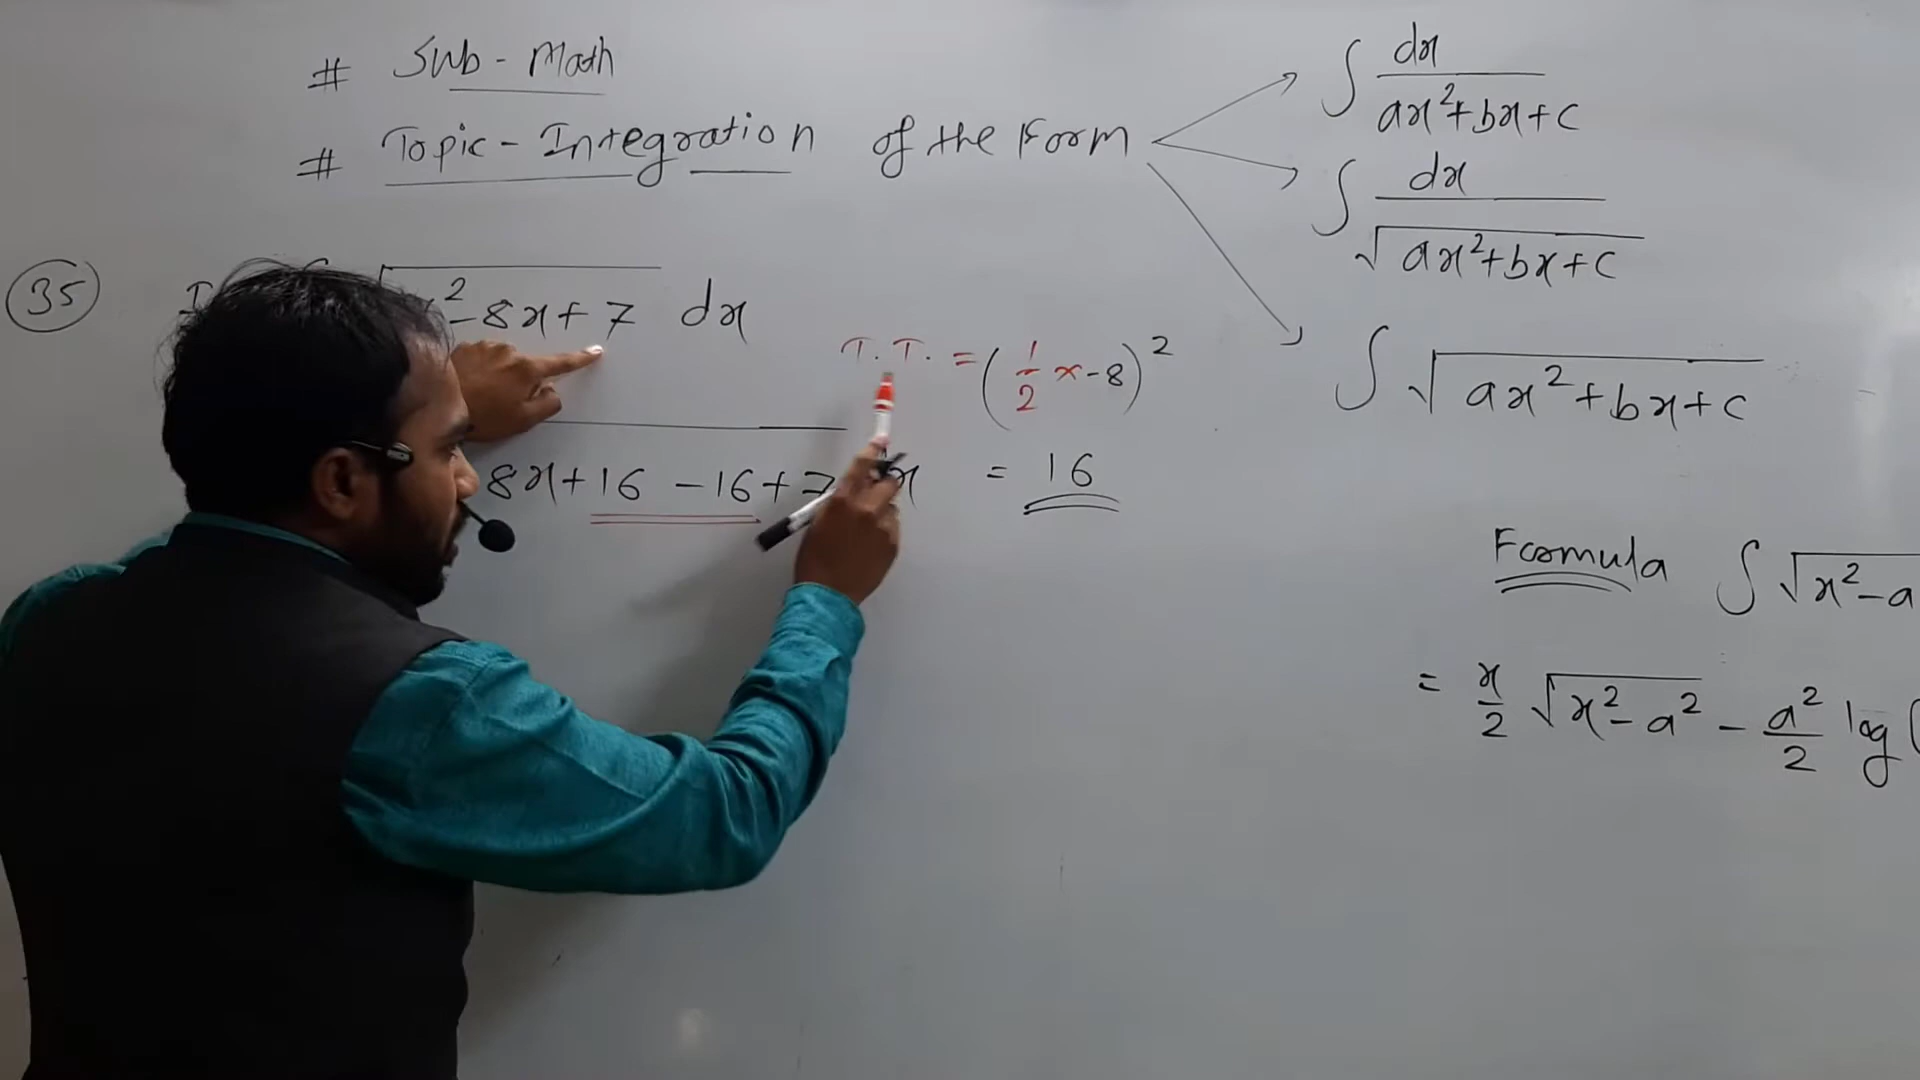 # Sub - Math
# Topic - Integration of the Form
∫ dx / ax²+bx+c
∫ dx / √ax²+bx+c
∫ √ax²+bx+c
35
²-8x+7 dx
T.T. = (1/2 x -8)²
8x+16 -16+7
= 16
Formula ∫ √x²-a
= x/2 √x²-a² - a²/2 log(